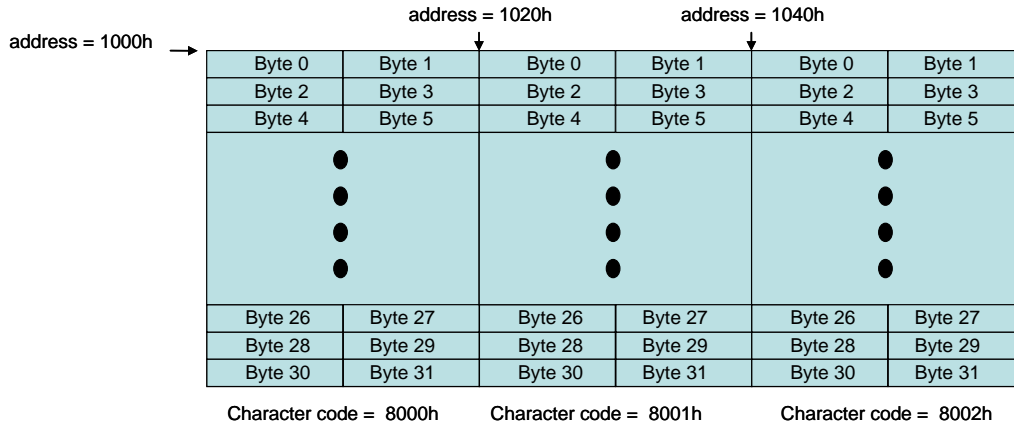 address = 1020h address = 1040h
address = 1000h
Byte 0 Byte 1 Byte 0 Byte 1 Byte 0 Byte 1
Byte 2 Byte 3 Byte 2 Byte 3 Byte 2 Byte 3
Byte 4 Byte 5 Byte 4 Byte 5 Byte 4 Byte 5
Byte 26 Byte 27 Byte 26 Byte 27 Byte 26 Byte 27
Byte 28 Byte 29 Byte 28 Byte 29 Byte 28 Byte 29
Byte 30 Byte 31 Byte 30 Byte 31 Byte 30 Byte 31
Character code = 8000h Character code = 8001h Character code = 8002h